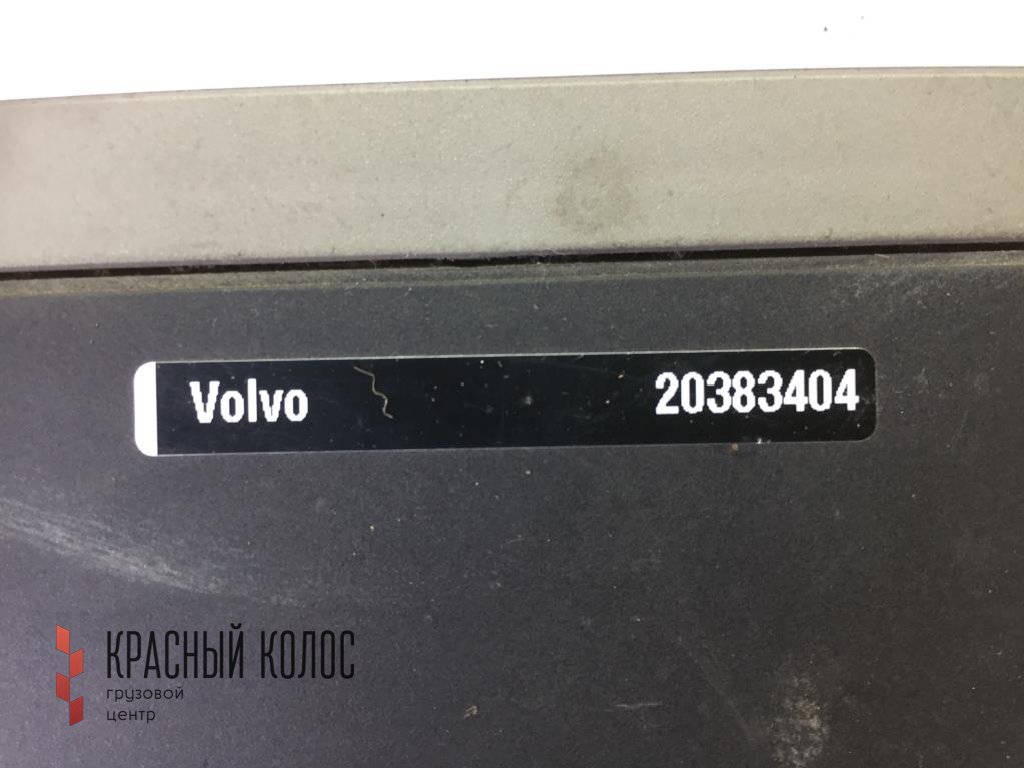 Volvo 20383404
КРАСНЫЙ КОЛОС
грузовой
центр